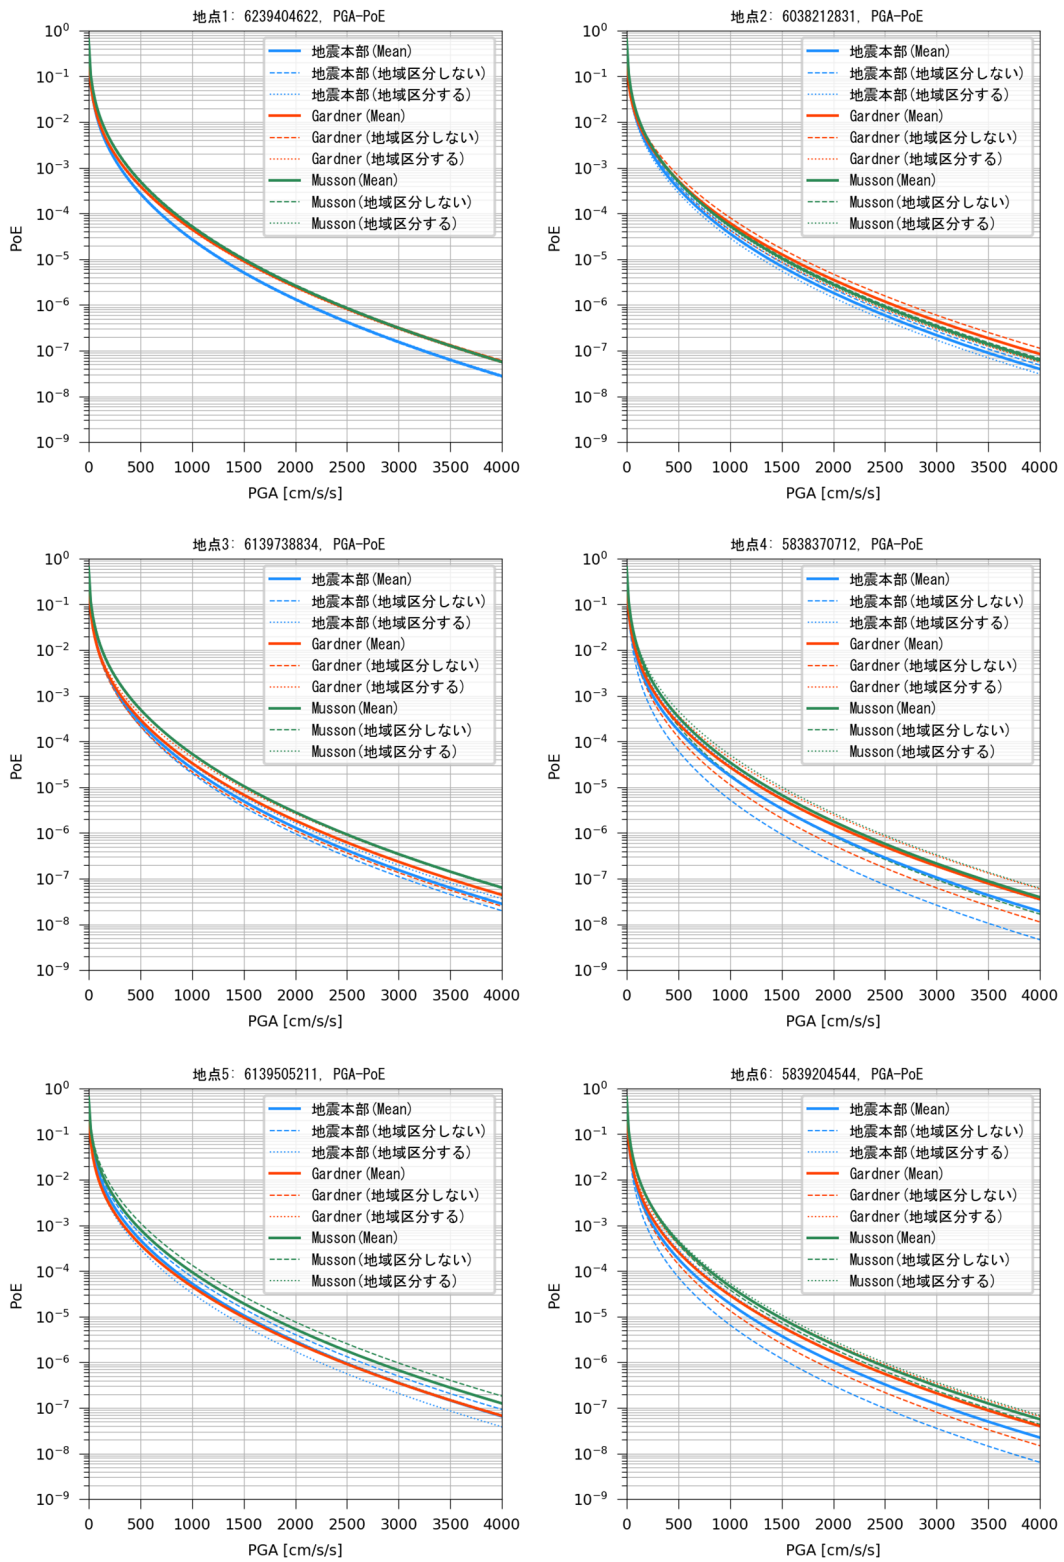 地点1: 6239404622, PGA-PoE
10⁰
10⁻¹
10⁻²
10⁻³
10⁻⁴
10⁻⁵
10⁻⁶
10⁻⁷
10⁻⁸
10⁻⁹
PoE
地震本部(Mean)
地震本部(地域区分しない)
地震本部(地域区分する)
Gardner(Mean)
Gardner(地域区分しない)
Gardner(地域区分する)
Musson(Mean)
Musson(地域区分しない)
Musson(地域区分する)
0 500 1000 1500 2000 2500 3000 3500 4000
PGA [cm/s/s]
地点2: 6038212831, PGA-PoE
10⁰
10⁻¹
10⁻²
10⁻³
10⁻⁴
10⁻⁵
10⁻⁶
10⁻⁷
10⁻⁸
10⁻⁹
PoE
地震本部(Mean)
地震本部(地域区分しない)
地震本部(地域区分する)
Gardner(Mean)
Gardner(地域区分しない)
Gardner(地域区分する)
Musson(Mean)
Musson(地域区分しない)
Musson(地域区分する)
0 500 1000 1500 2000 2500 3000 3500 4000
PGA [cm/s/s]
地点3: 6139738834, PGA-PoE
10⁰
10⁻¹
10⁻²
10⁻³
10⁻⁴
10⁻⁵
10⁻⁶
10⁻⁷
10⁻⁸
10⁻⁹
PoE
地震本部(Mean)
地震本部(地域区分しない)
地震本部(地域区分する)
Gardner(Mean)
Gardner(地域区分しない)
Gardner(地域区分する)
Musson(Mean)
Musson(地域区分しない)
Musson(地域区分する)
0 500 1000 1500 2000 2500 3000 3500 4000
PGA [cm/s/s]
地点4: 5838370712, PGA-PoE
10⁰
10⁻¹
10⁻²
10⁻³
10⁻⁴
10⁻⁵
10⁻⁶
10⁻⁷
10⁻⁸
10⁻⁹
PoE
地震本部(Mean)
地震本部(地域区分しない)
地震本部(地域区分する)
Gardner(Mean)
Gardner(地域区分しない)
Gardner(地域区分する)
Musson(Mean)
Musson(地域区分しない)
Musson(地域区分する)
0 500 1000 1500 2000 2500 3000 3500 4000
PGA [cm/s/s]
地点5: 6139505211, PGA-PoE
10⁰
10⁻¹
10⁻²
10⁻³
10⁻⁴
10⁻⁵
10⁻⁶
10⁻⁷
10⁻⁸
10⁻⁹
PoE
地震本部(Mean)
地震本部(地域区分しない)
地震本部(地域区分する)
Gardner(Mean)
Gardner(地域区分しない)
Gardner(地域区分する)
Musson(Mean)
Musson(地域区分しない)
Musson(地域区分する)
0 500 1000 1500 2000 2500 3000 3500 4000
PGA [cm/s/s]
地点6: 5839204544, PGA-PoE
10⁰
10⁻¹
10⁻²
10⁻³
10⁻⁴
10⁻⁵
10⁻⁶
10⁻⁷
10⁻⁸
10⁻⁹
PoE
地震本部(Mean)
地震本部(地域区分しない)
地震本部(地域区分する)
Gardner(Mean)
Gardner(地域区分しない)
Gardner(地域区分する)
Musson(Mean)
Musson(地域区分しない)
Musson(地域区分する)
0 500 1000 1500 2000 2500 3000 3500 4000
PGA [cm/s/s]